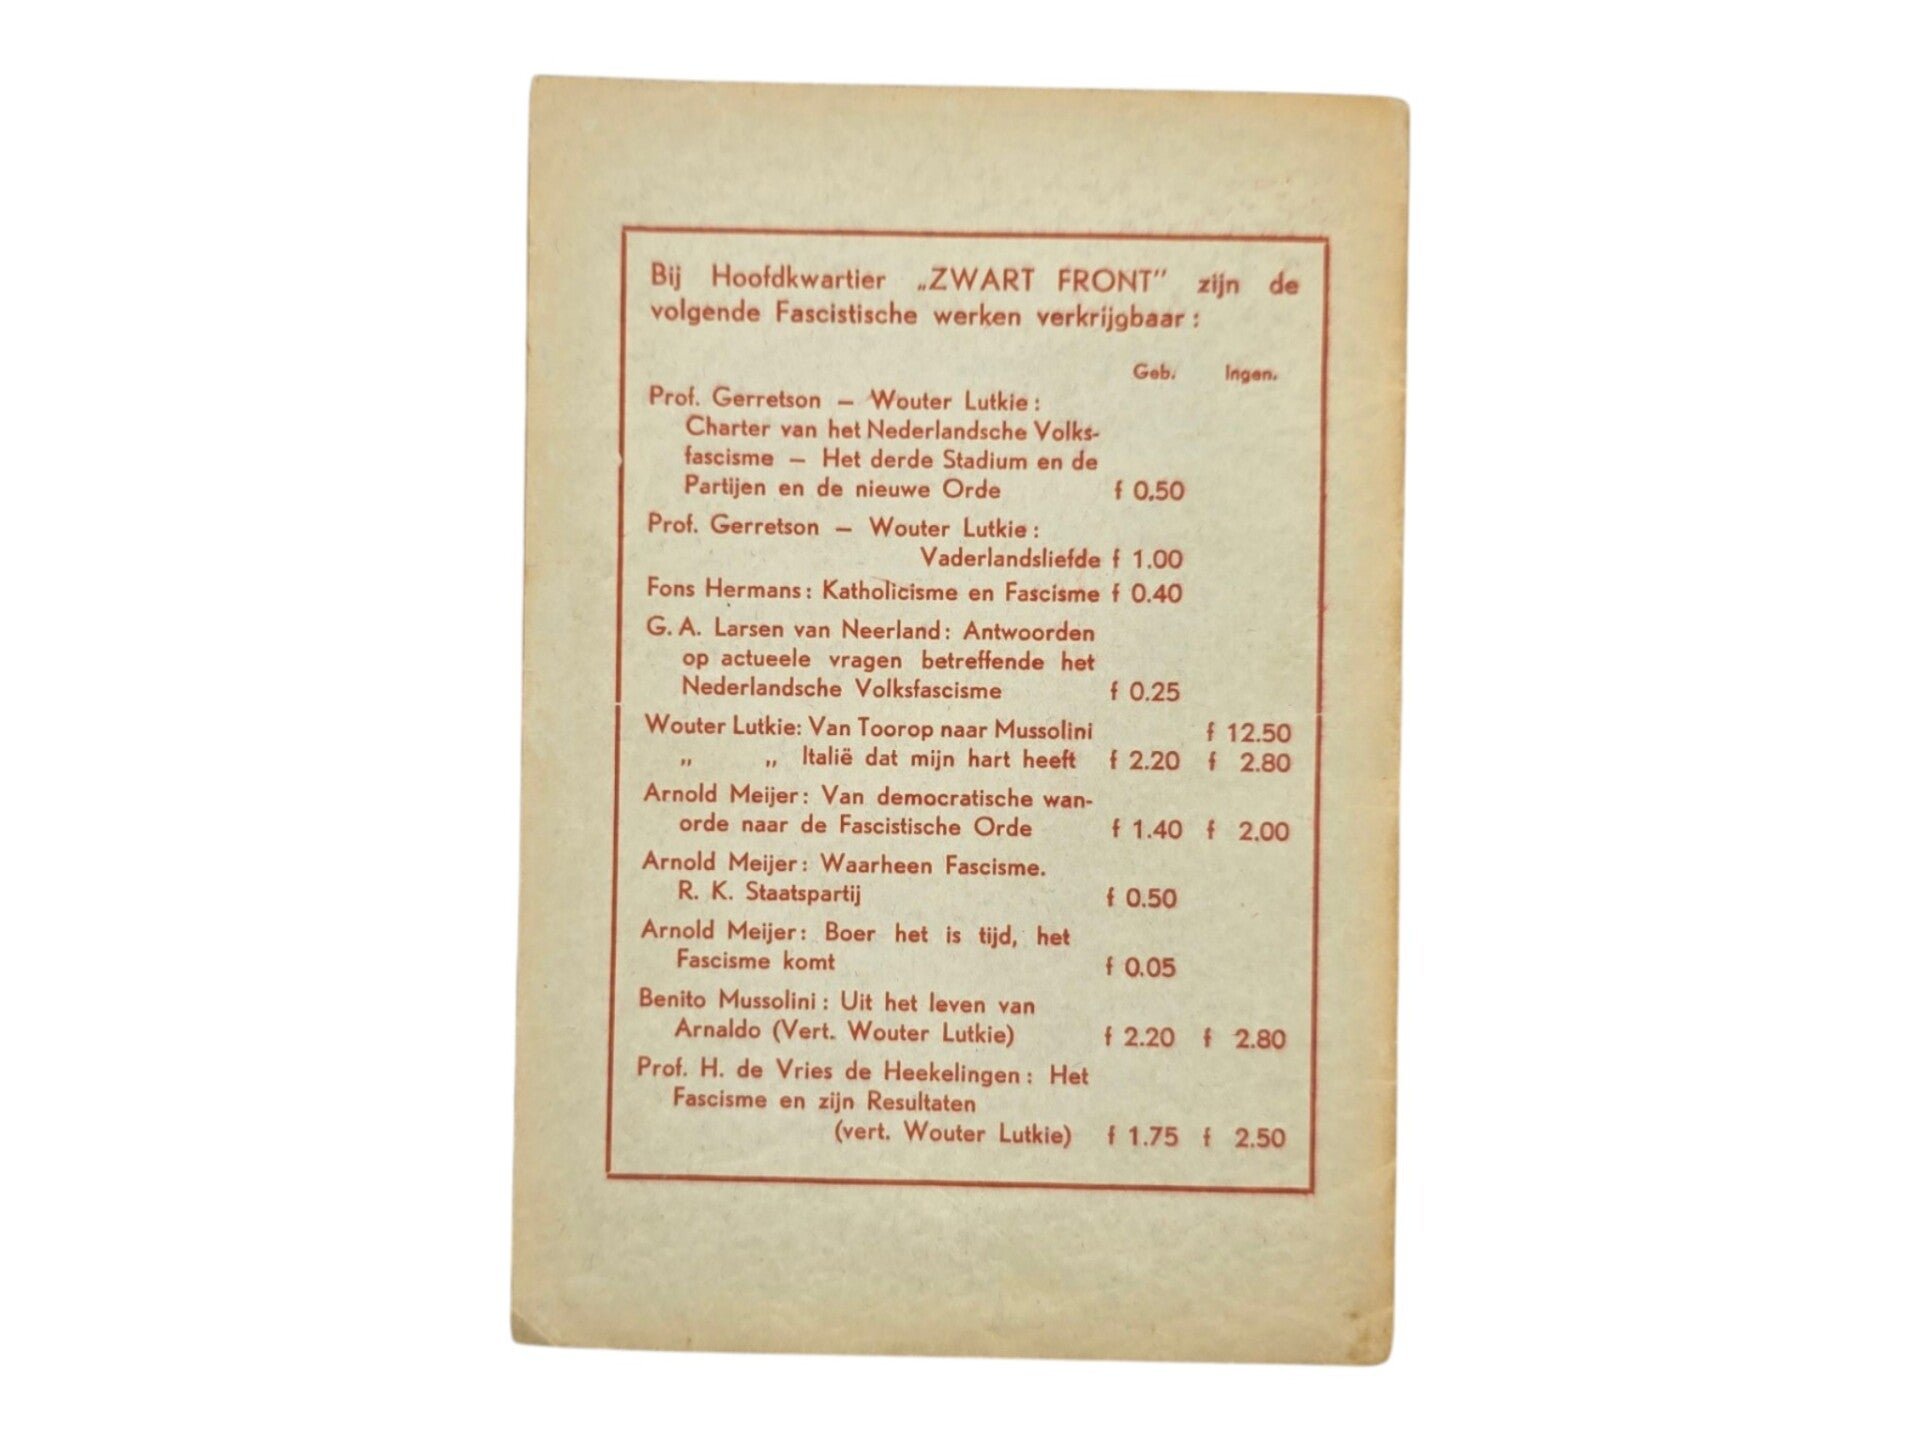 Bij Hoofdkwartier „ZWART FRONT" zijn de
volgende Fascistische werken verkrijgbaar:
Geb. Ingen.
Prof. Gerretson — Wouter Lutkie:
Charter van het Nederlandsche Volks-
fascisme — Het derde Stadium en de
Partijen en de nieuwe Orde f 0.50
Prof. Gerretson — Wouter Lutkie:
Vaderlandsliefde f 1.00
Fons Hermans: Katholicisme en Fascisme f 0.40
G. A. Larsen van Neerland: Antwoorden
op actueele vragen betreffende het
Nederlandsche Volksfascisme f 0.25
Wouter Lutkie: Van Toorop naar Mussolini f 12.50
„ „ Italië dat mijn hart heeft f 2.20 f 2.80
Arnold Meijer: Van democratische wan-
orde naar de Fascistische Orde f 1.40 f 2.00
Arnold Meijer: Waarheen Fascisme.
R. K. Staatspartij f 0.50
Arnold Meijer: Boer het is tijd, het
Fascisme komt f 0.05
Benito Mussolini: Uit het leven van
Arnaldo (Vert. Wouter Lutkie) f 2.20 f 2.80
Prof. H. de Vries de Heekelingen: Het
Fascisme en zijn Resultaten
(vert. Wouter Lutkie) f 1.75 f 2.50